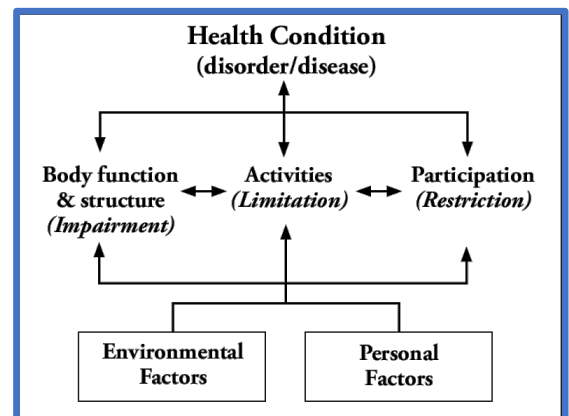 Health Condition
(disorder/disease)
Body function
& structure
(Impairment)
Activities
(Limitation)
Participation
(Restriction)
Environmental
Factors
Personal
Factors